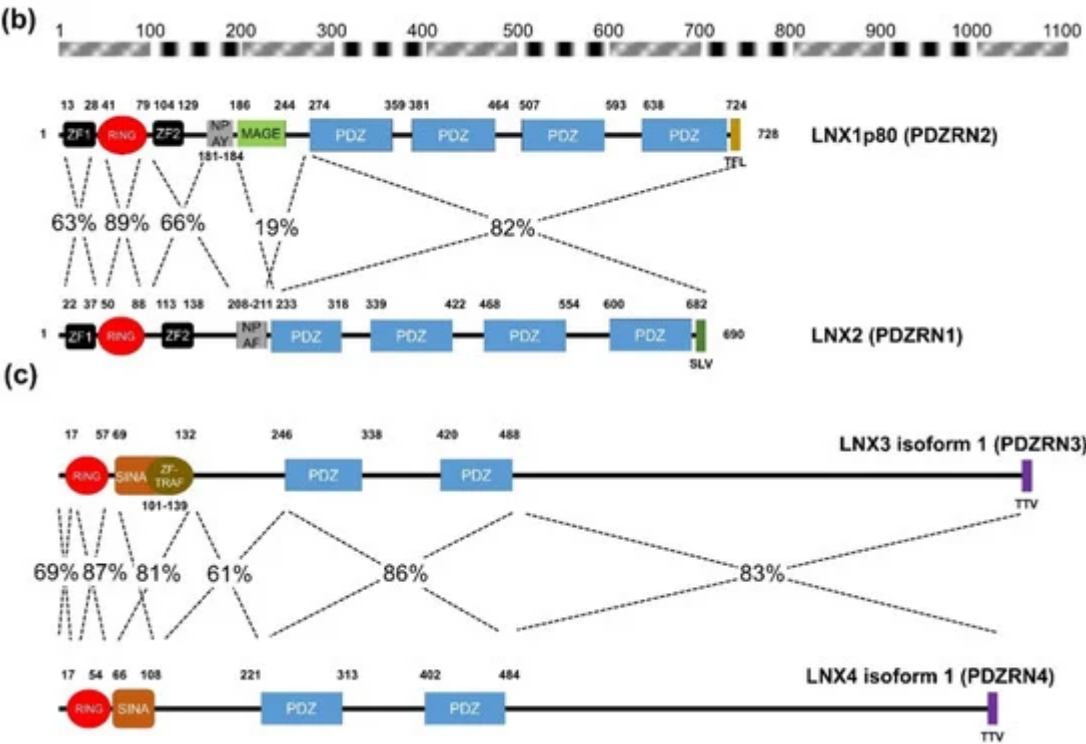 (b)
1 100 200 300 400 500 600 700 800 900 1000 1100
13 28 41 79 104 129 186 244 274 359 381 464 507 593 638 724
1 ZF1 RING ZF2 NP AY MAGE PDZ PDZ PDZ PDZ 728 LNX1p80 (PDZRN2)
181-184 TFL
63% 89% 66% 19% 82%
22 37 50 88 113 138 208-211 233 318 339 422 468 554 600 682
1 ZF1 RING ZF2 NP AF PDZ PDZ PDZ PDZ 690 LNX2 (PDZRN1)
SLV
(c)
17 57 69 132 246 338 420 488
LNX3 isoform 1 (PDZRN3)
RING SINA ZF-TRAF PDZ PDZ
101-139 TTV
69% 87% 81% 61% 86% 83%
17 54 66 108 221 313 402 484 LNX4 isoform 1 (PDZRN4)
RING SINA PDZ PDZ
TTV